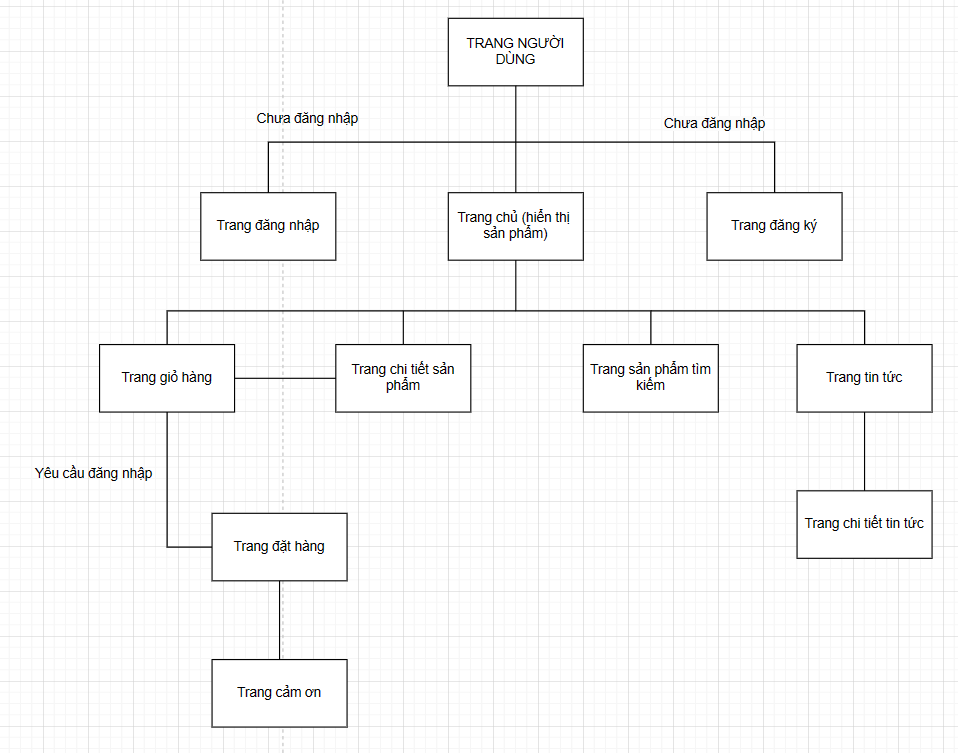 TRANG NGƯỜI
DÙNG
Chưa đăng nhập
Chưa đăng nhập
Trang đăng nhập
Trang chủ (hiển thị
sản phẩm)
Trang đăng ký
Trang giỏ hàng
Trang chi tiết sản
phẩm
Trang sản phẩm tìm
kiếm
Trang tin tức
Yêu cầu đăng nhập
Trang chi tiết tin tức
Trang đặt hàng
Trang cảm ơn